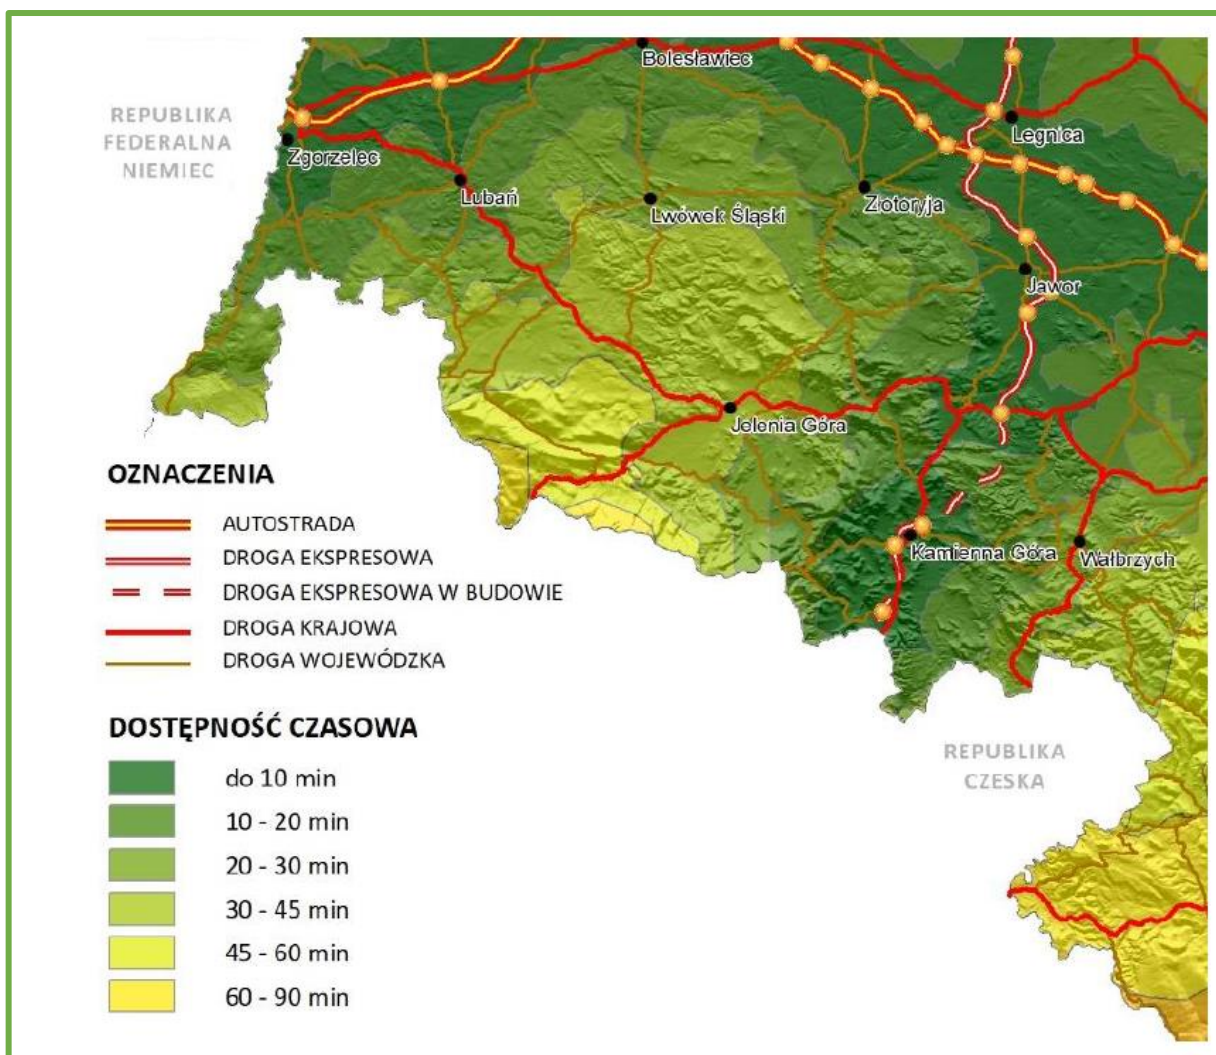 Bolesławiec
REPUBLIKA
FEDERALNA
NIEMIEC
Legnica
Zgorzelec
Lubań
Lwówek Śląski
Złotoryja
Jawor
Jelenia Góra
OZNACZENIA
AUTOSTRADA
DROGA EKSPRESOWA
DROGA EKSPRESOWA W BUDOWIE
DROGA KRAJOWA
DROGA WOJEWÓDZKA
Kamienna Góra
Wałbrzych
DOSTĘPNOŚĆ CZASOWA
do 10 min
10 - 20 min
20 - 30 min
30 - 45 min
45 - 60 min
60 - 90 min
REPUBLIKA
CZESKA